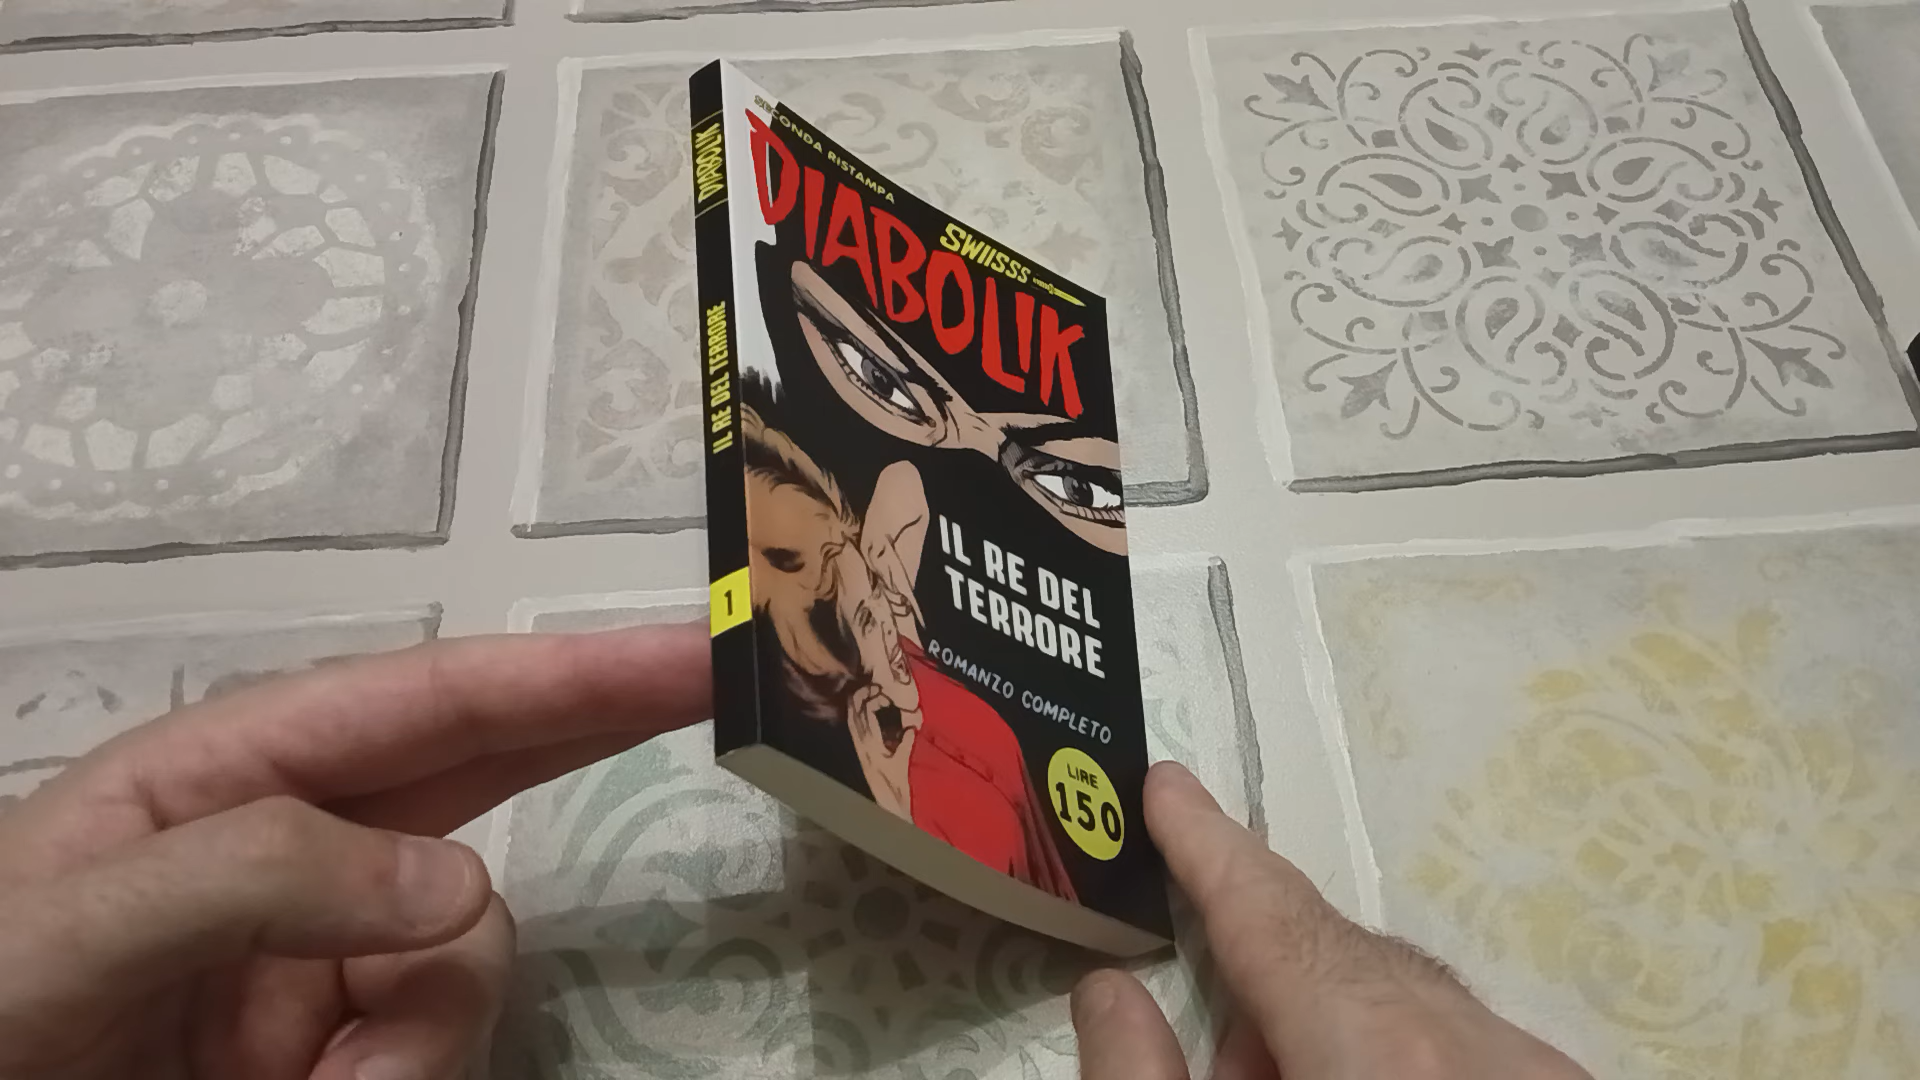 DIABOLIK
IL RE DEL TERRORE
1
SECONDA RISTAMPA
DIABOLIK
SWIISSS
IL RE DEL
TERRORE
ROMANZO COMPLETO
LIRE
150